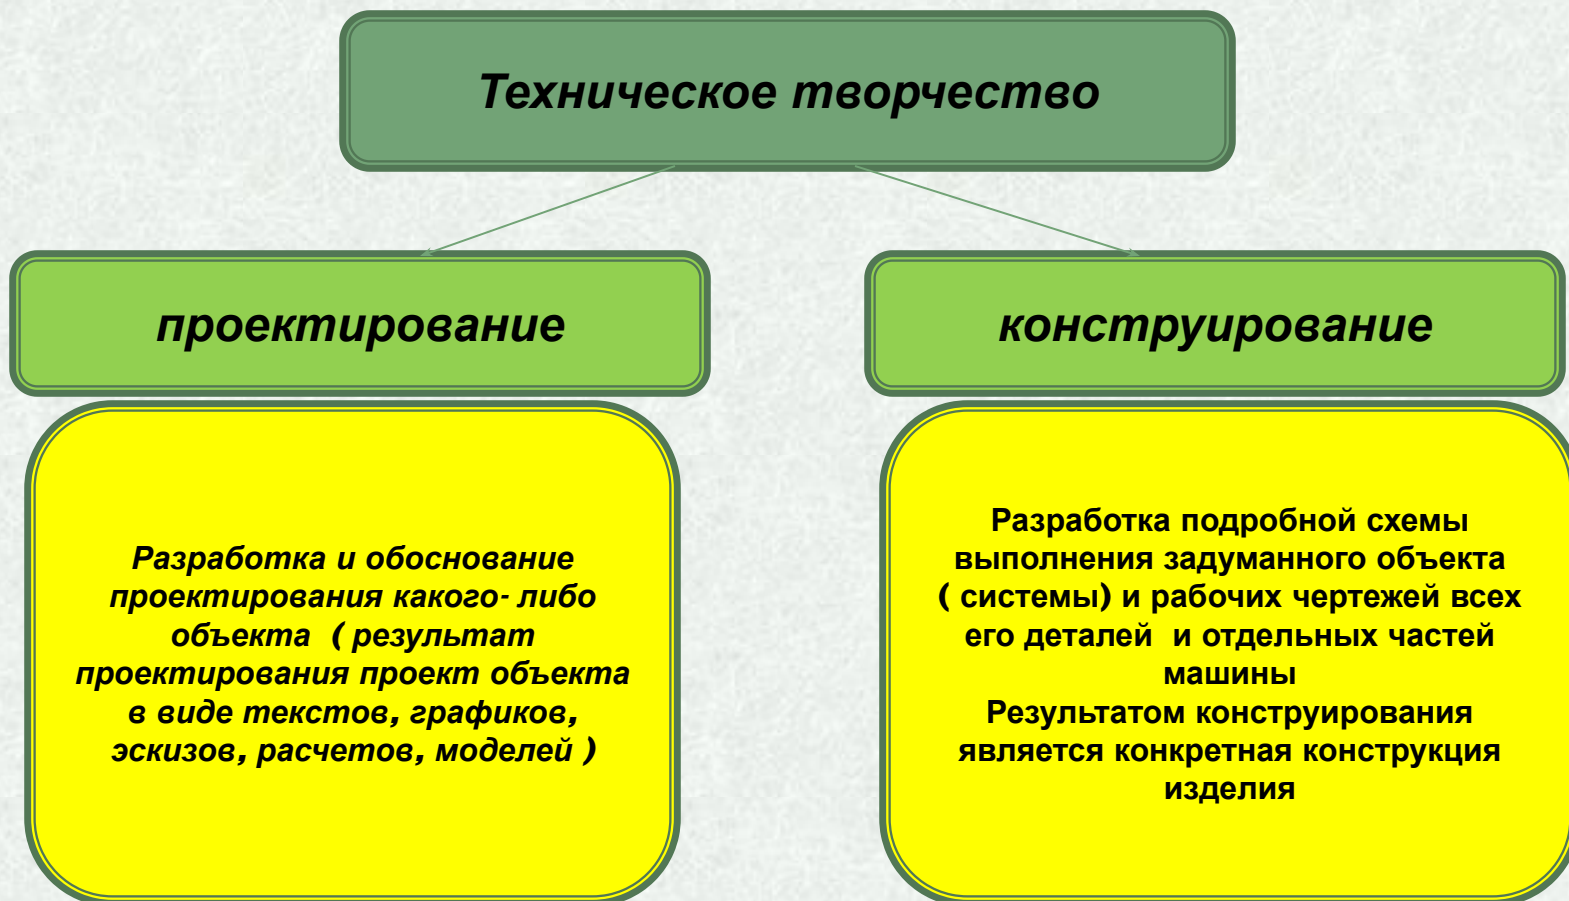 Техническое творчество
проектирование
конструирование
Разработка и обоснование
проектирования какого- либо
объекта ( результат
проектирования проект объекта
в виде текстов, графиков,
эскизов, расчетов, моделей )
Разработка подробной схемы
выполнения задуманного объекта
( системы) и рабочих чертежей всех
его деталей и отдельных частей
машины
Результатом конструирования
является конкретная конструкция
изделия